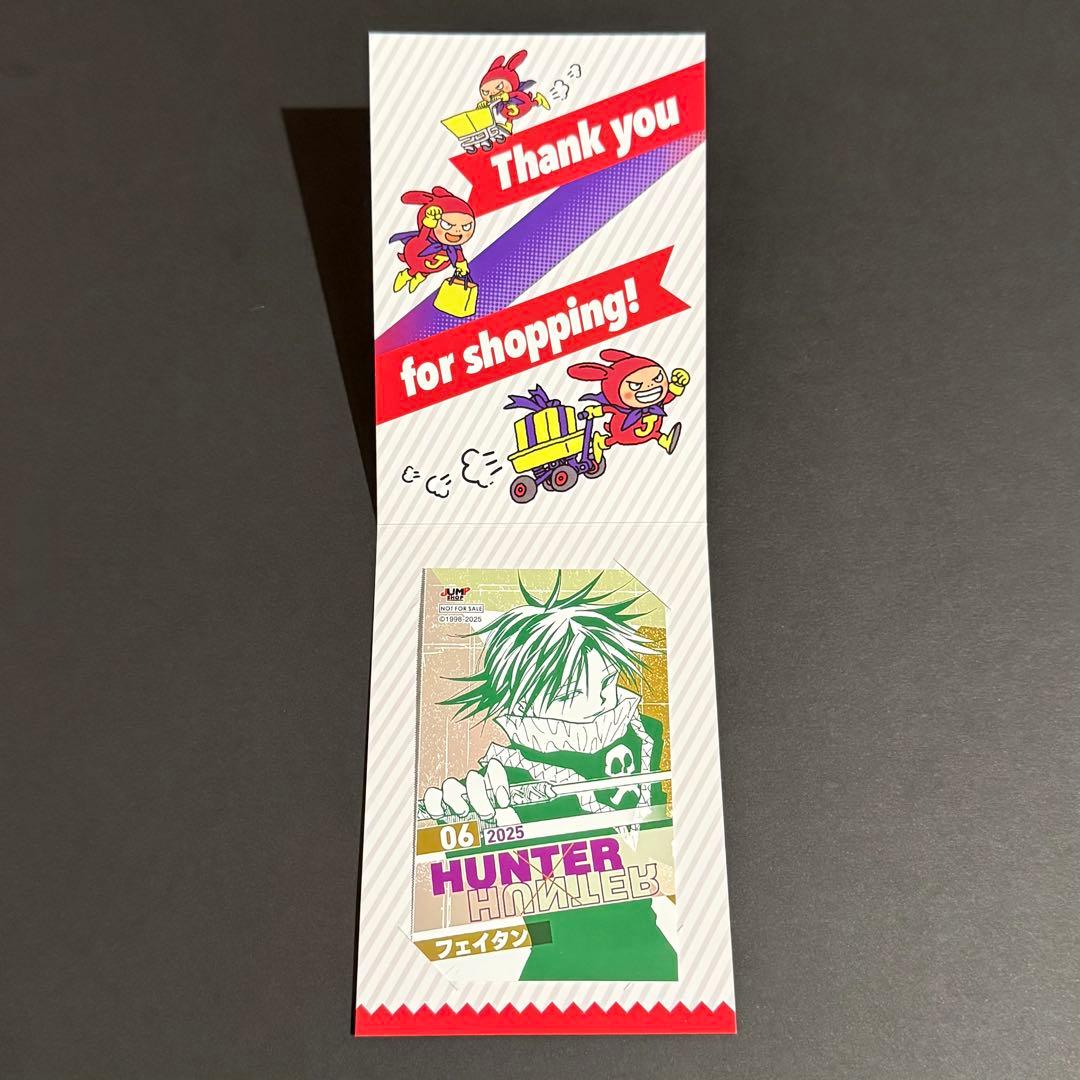 Thank you
J
for shopping!
J
JUMP
SHOP
NOT FOR SALE
©1998-2025
06 2025
HUNTER
HUNTER
フェイタン